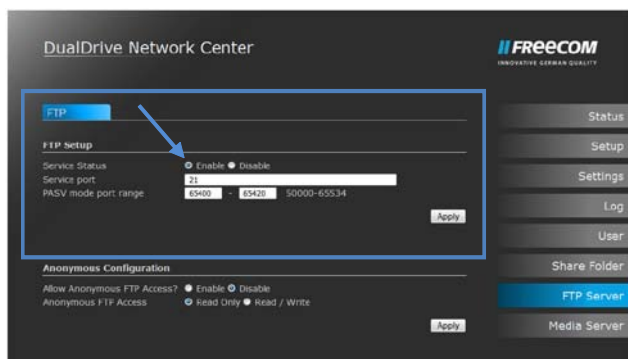 DualDrive Network Center
FREECOM
INNOVATIVE GERMAN QUALITY
FTP
FTP Setup
Service Status Enable Disable
Service port 21
PASV mode port range 65400 - 65420 50000-65534
Apply
Anonymous Configuration
Allow Anonymous FTP Access? Enable Disable
Anonymous FTP Access Read Only Read / Write
Apply
Status
Setup
Settings
Log
User
Share Folder
FTP Server
Media Server